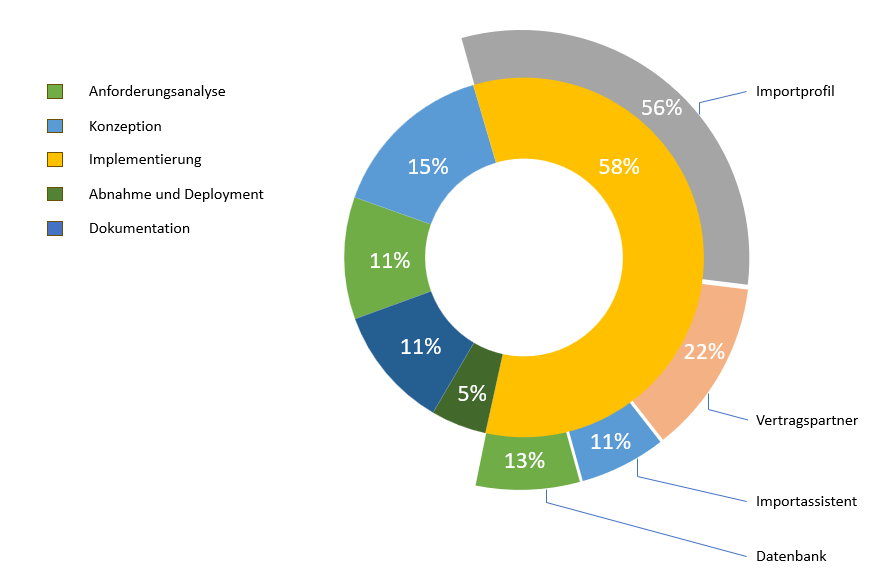 Anforderungsanalyse
Konzeption
Implementierung
Abnahme und Deployment
Dokumentation
56%
Importprofil
58%
15%
11%
11%
5%
22%
Vertragspartner
11%
13%
Importassistent
Datenbank